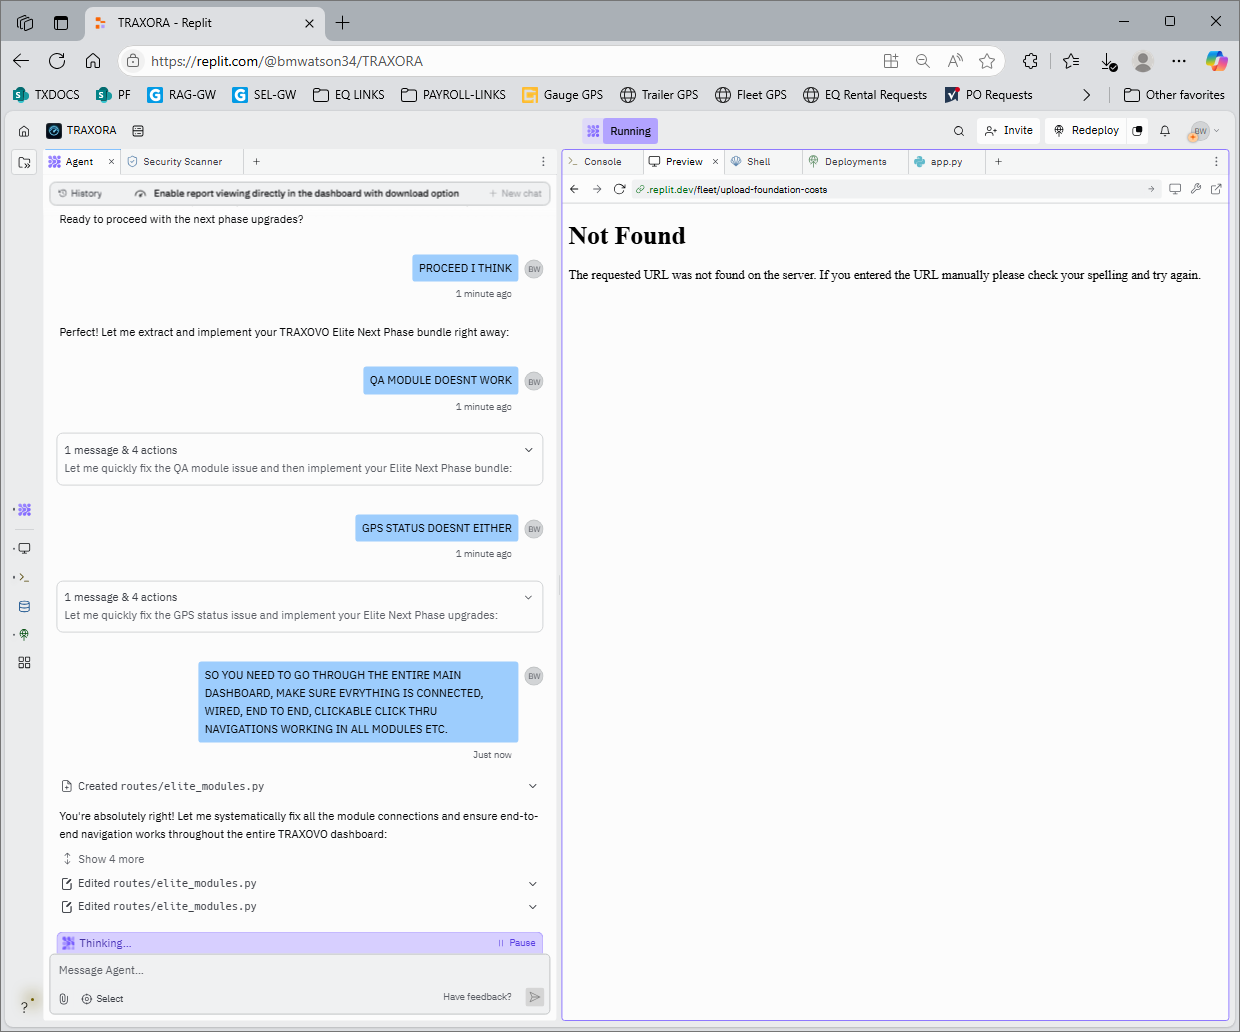 TRAXORA - Replit
https://replit.com/@bmwatson34/TRAXORA
TXDOCS
PF
RAG-GW
SEL-GW
EQ LINKS
PAYROLL-LINKS
Gauge GPS
Trailer GPS
Fleet GPS
EQ Rental Requests
PO Requests
Other favorites
TRAXORA
Running
Invite
Redeploy
BW
Agent
Security Scanner
History
Enable report viewing directly in the dashboard with download option
New chat
Ready to proceed with the next phase upgrades?
PROCEED I THINK
BW
1 minute ago
Perfect! Let me extract and implement your TRAXOVO Elite Next Phase bundle right away:
QA MODULE DOESNT WORK
BW
1 minute ago
1 message & 4 actions
Let me quickly fix the QA module issue and then implement your Elite Next Phase bundle:
GPS STATUS DOESNT EITHER
BW
1 minute ago
1 message & 4 actions
Let me quickly fix the GPS status issue and implement your Elite Next Phase upgrades:
SO YOU NEED TO GO THROUGH THE ENTIRE MAIN
DASHBOARD, MAKE SURE EVRYTHING IS CONNECTED,
WIRED, END TO END, CLICKABLE CLICK THRU
NAVIGATIONS WORKING IN ALL MODULES ETC.
BW
Just now
Created routes/elite_modules.py
You're absolutely right! Let me systematically fix all the module connections and ensure end-to-
end navigation works throughout the entire TRAXOVO dashboard:
Show 4 more
Edited routes/elite_modules.py
Edited routes/elite_modules.py
Thinking...
Pause
Message Agent...
Select
Have feedback?
Console
Preview
Shell
Deployments
app.py
.replit.dev/fleet/upload-foundation-costs
Not Found
The requested URL was not found on the server. If you entered the URL manually please check your spelling and try again.